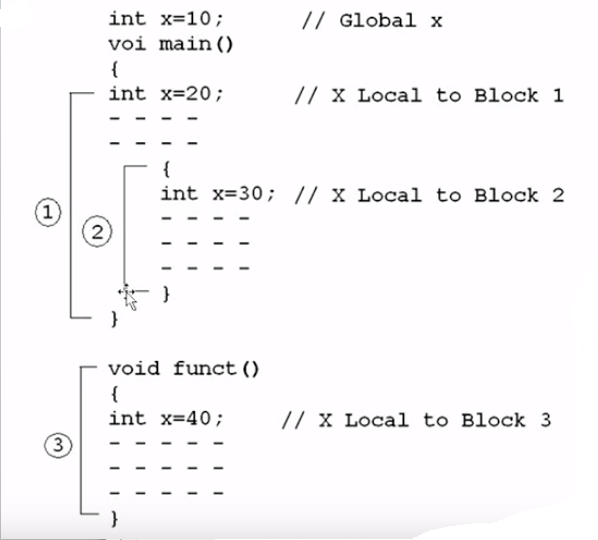 int x=10; // Global x
voi main()
{
int x=20; // X Local to Block 1
- - - -
- - - -
{
int x=30; // X Local to Block 2
- - - -
- - - -
- - - -
}
}
1
2
void funct()
{
int x=40; // X Local to Block 3
- - - - -
- - - - -
- - - - -
}
3